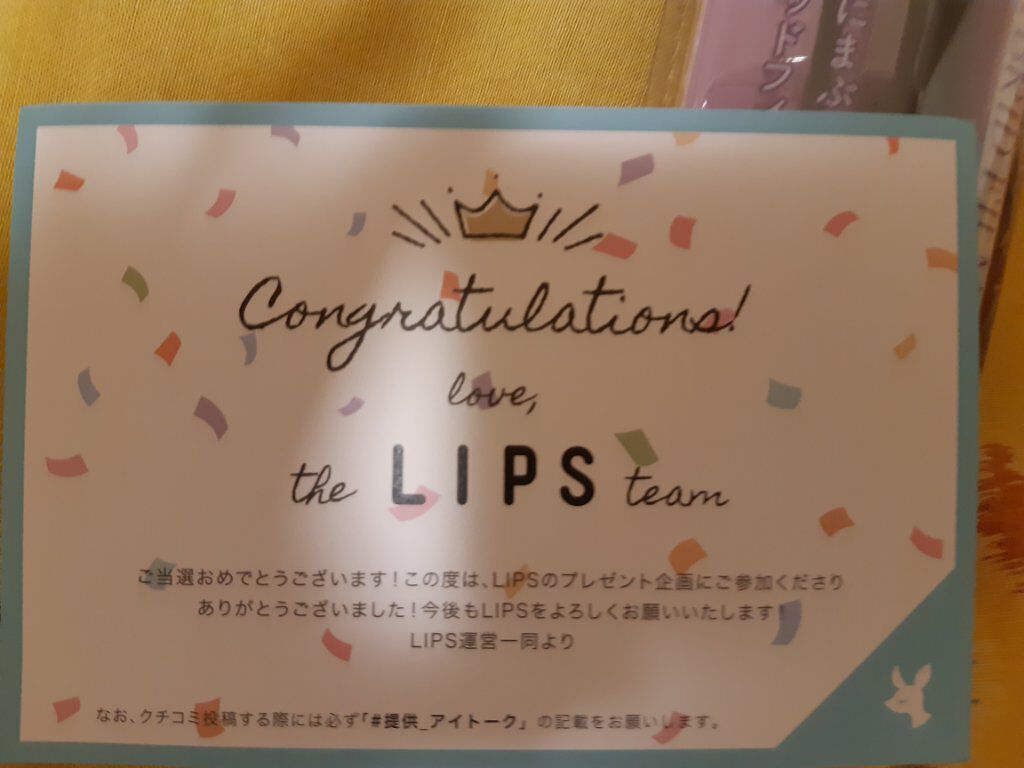 Congratulations!
love,
the LIPS team
ご当選おめでとうございます!この度は、LIPSのプレゼント企画にご参加くださり
ありがとうございました!今後もLIPSをよろしくお願いいたします!
LIPS運営一同より
なお、クチコミ投稿する際には必ず「#提供_アイトーク」の記載をお願いします。